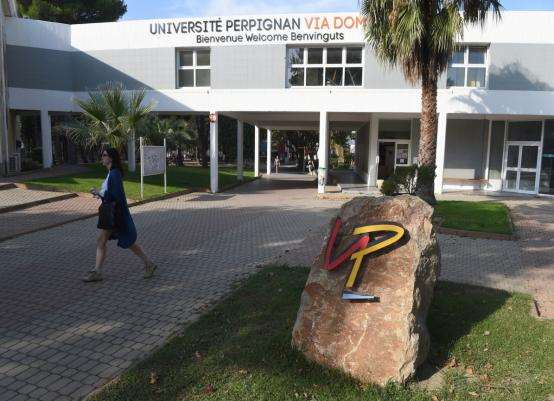 UNIVERSITÉ PERPIGNAN VIA DOM
Bienvenue Welcome Benvinguts
VP